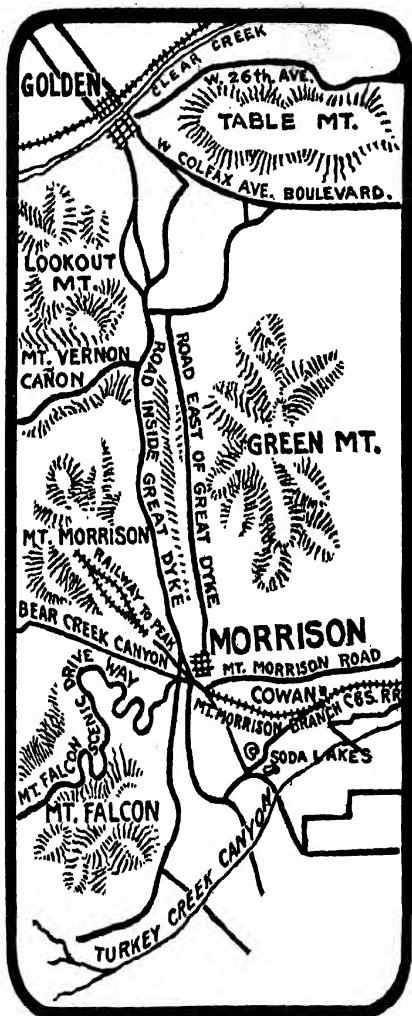 GOLDEN
CLEAR CREEK
W. 26th. AVE.
TABLE MT.
W COLFAX AVE. BOULEVARD.
LOOKOUT
MT.
MT. VERNON
CAÑON
ROAD INSIDE GREAT DYKE
ROAD EAST OF GREAT DYKE
GREEN MT.
MT. MORRISON
RAILWAY TO PEAK
BEAR CREEK CANYON
MORRISON
MT. MORRISON ROAD
COWAN
MT. MORRISON BRANCH C&S. RR
SODA LAKES
MT. FALCON SCENIC DRIVE WAY
MT. FALCON
TURKEY CREEK CANYON